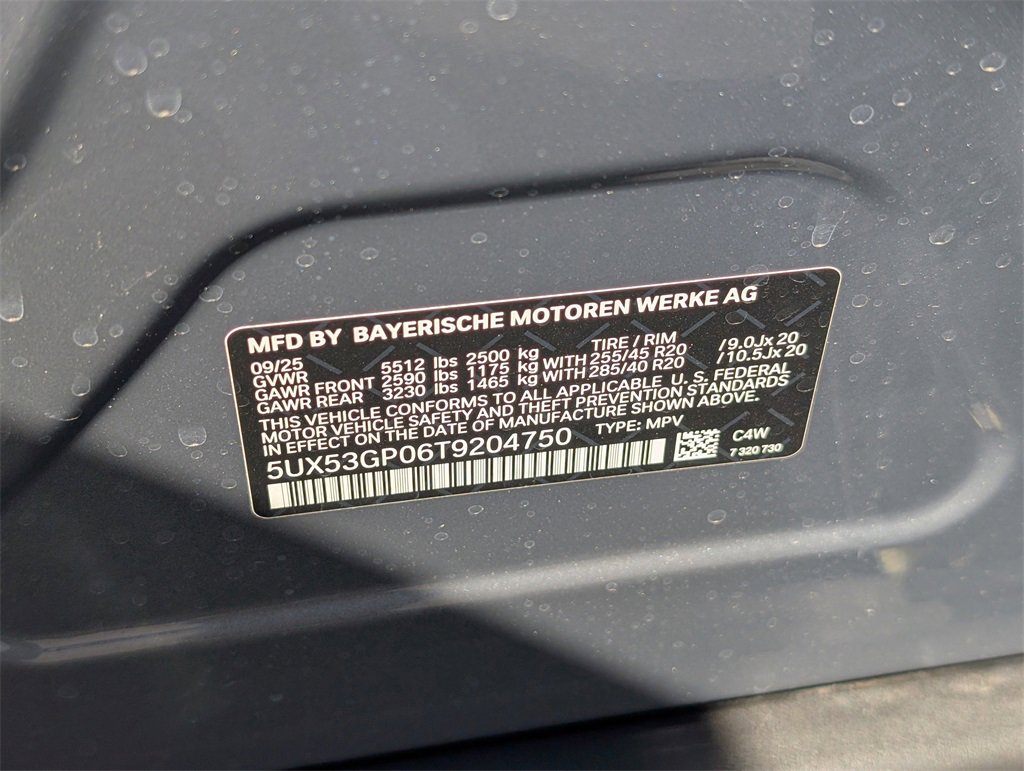 MFD BY BAYERISCHE MOTOREN WERKE AG
09/25 TIRE / RIM
GVWR 5512 lbs 2500 kg
GAWR FRONT 2590 lbs 1175 kg WITH 255/45 R20 /9.0Jx 20
GAWR REAR 3230 lbs 1465 kg WITH 285/40 R20 /10.5Jx 20
THIS VEHICLE CONFORMS TO ALL APPLICABLE U. S. FEDERAL
MOTOR VEHICLE SAFETY AND THEFT PREVENTION STANDARDS
IN EFFECT ON THE DATE OF MANUFACTURE SHOWN ABOVE.
5UX53GP06T9204750 TYPE: MPV
C4W
7 320 730